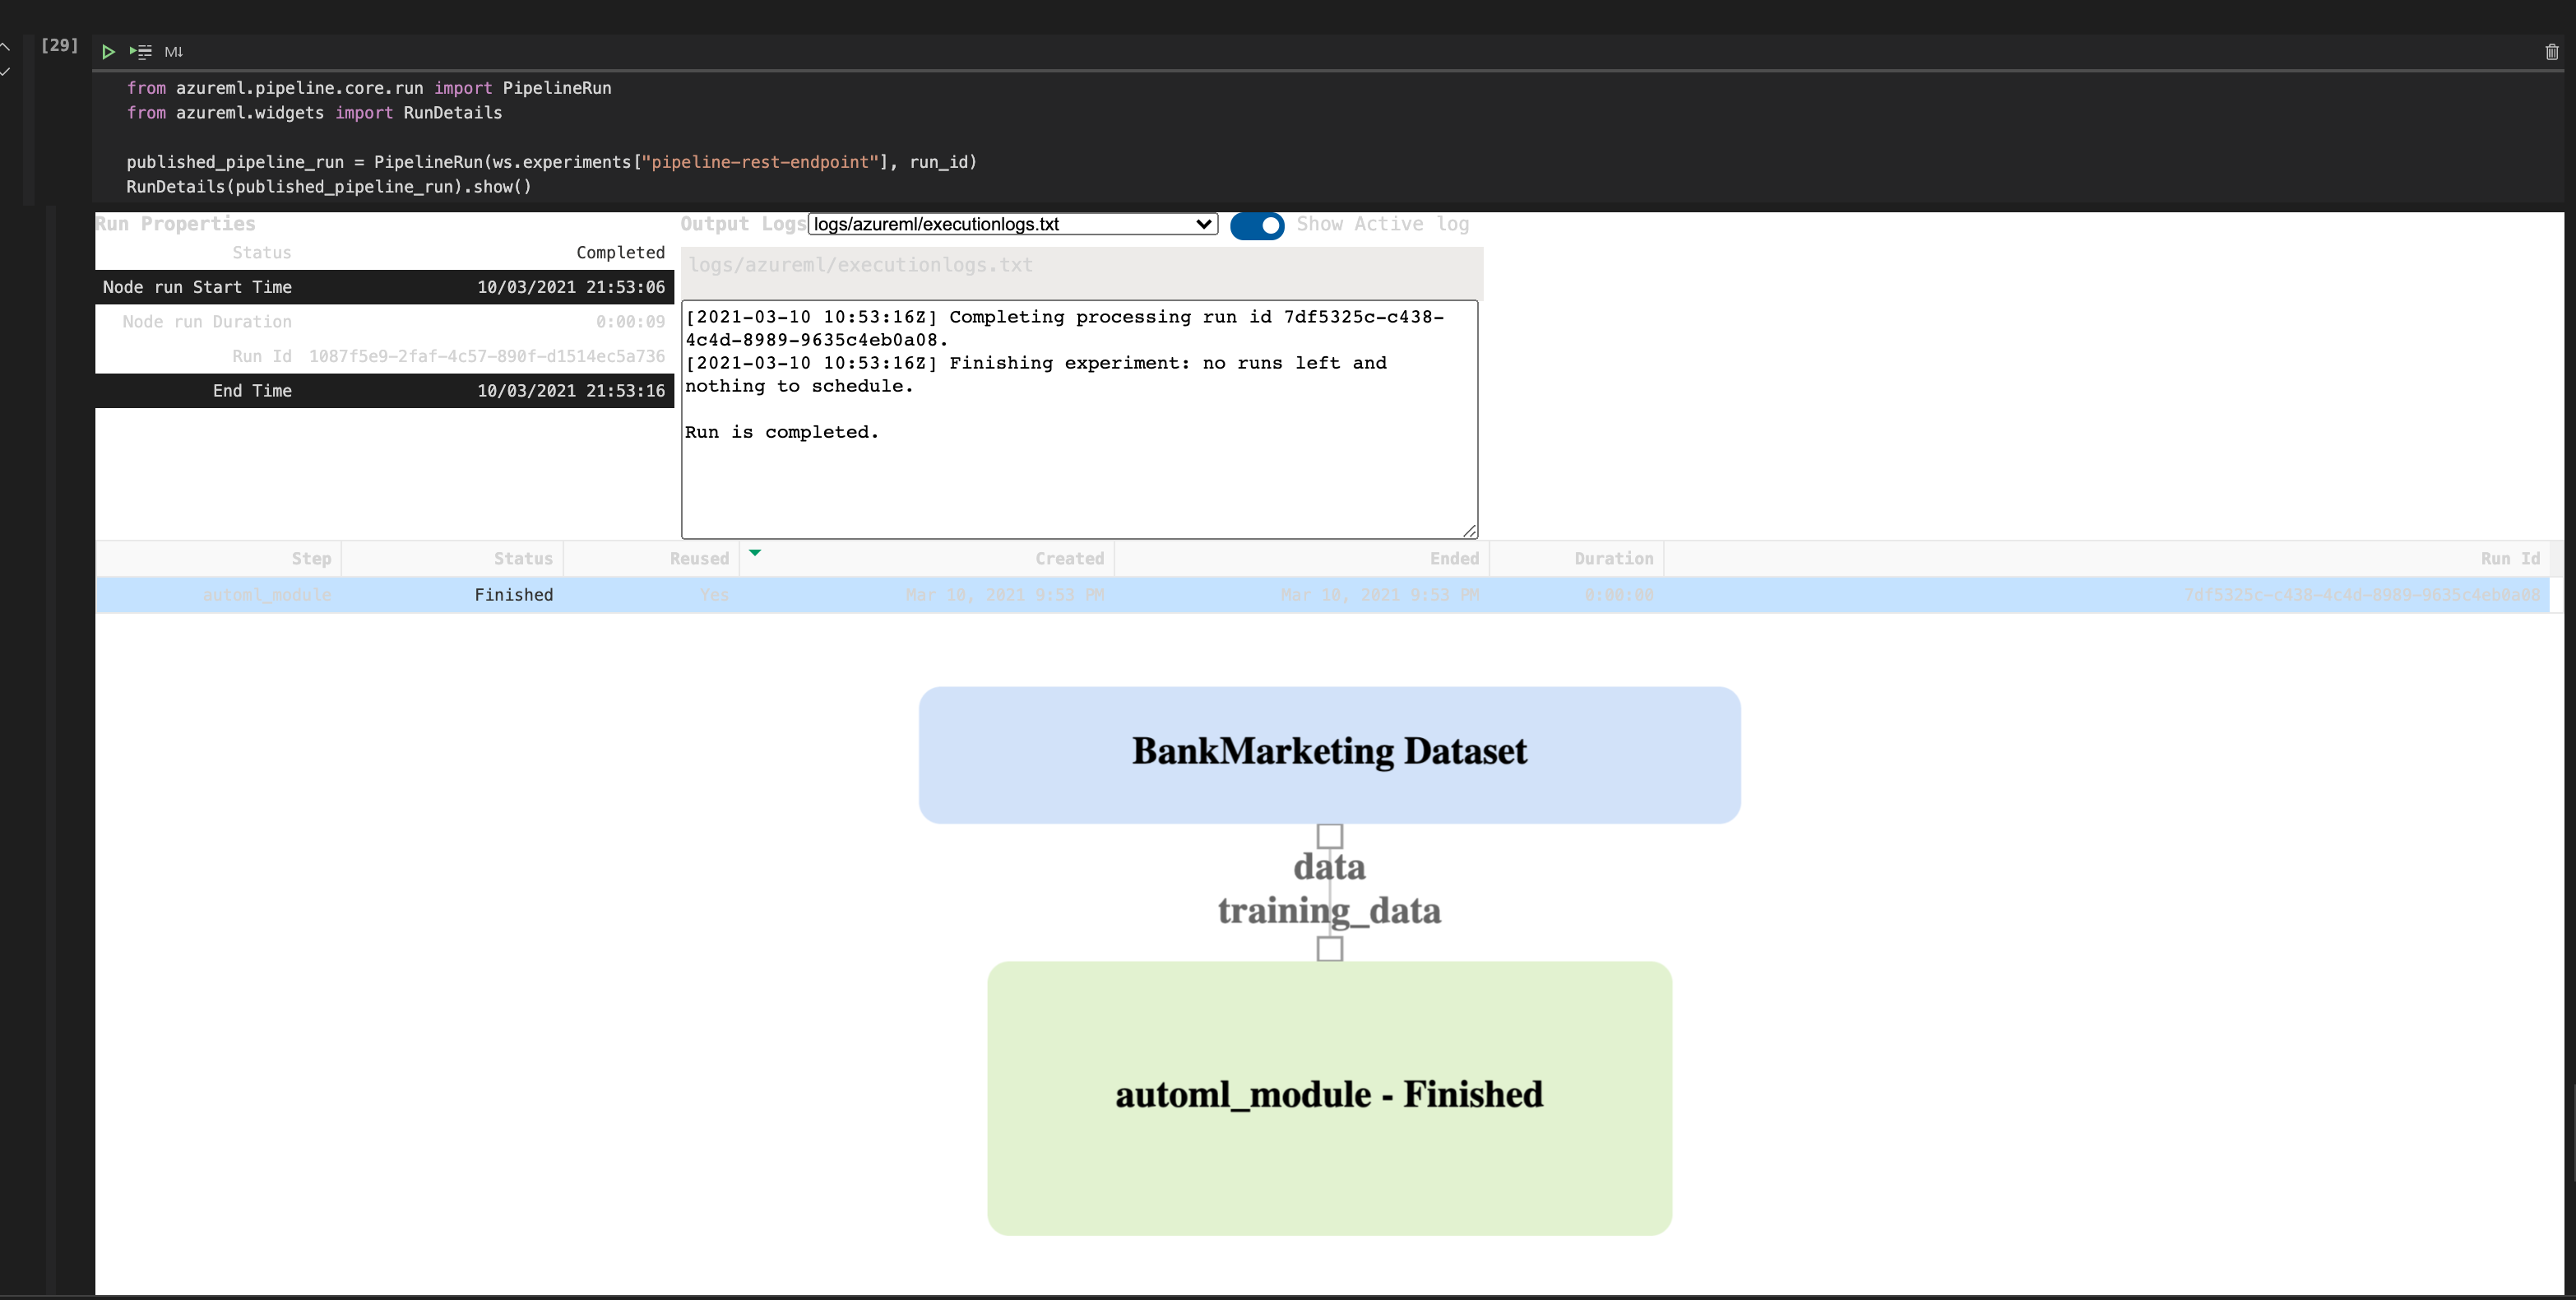 [29]
M↓
from azureml.pipeline.core.run import PipelineRun
from azureml.widgets import RunDetails
published_pipeline_run = PipelineRun(ws.experiments["pipeline-rest-endpoint"], run_id)
RunDetails(published_pipeline_run).show()
Run Properties
Status Completed
Node run Start Time 10/03/2021 21:53:06
Node run Duration 0:00:09
Run Id 1087f5e9-2faf-4c57-890f-d1514ec5a736
End Time 10/03/2021 21:53:16
Output Logs logs/azureml/executionlogs.txt Show Active log
logs/azureml/executionlogs.txt
[2021-03-10 10:53:16Z] Completing processing run id 7df5325c-c438-
4c4d-8989-9635c4eb0a08.
[2021-03-10 10:53:16Z] Finishing experiment: no runs left and
nothing to schedule.
Run is completed.
Step Status Reused Created Ended Duration Run Id
automl_module Finished Yes Mar 10, 2021 9:53 PM Mar 10, 2021 9:53 PM 0:00:00 7df5325c-c438-4c4d-8989-9635c4eb0a08
BankMarketing Dataset
data
training_data
automl_module - Finished